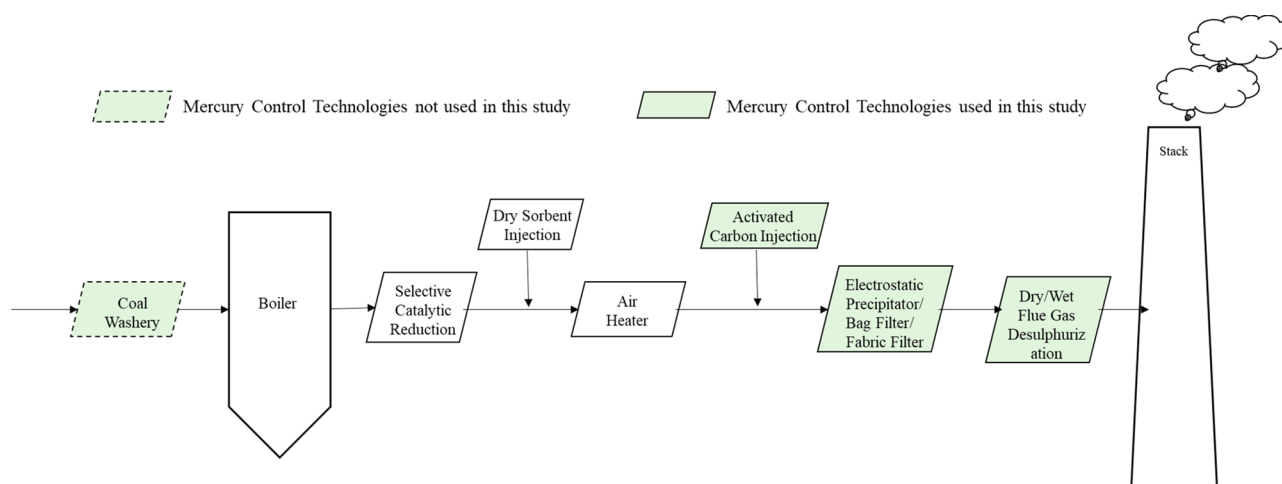 Mercury Control Technologies not used in this study
Mercury Control Technologies used in this study
Stack
Dry Sorbent
Injection
Activated
Carbon Injection
Coal
Washery
Boiler
Selective
Catalytic
Reduction
Air
Heater
Electrostatic
Precipitator/
Bag Filter/
Fabric Filter
Dry/Wet
Flue Gas
Desulphuriz
ation